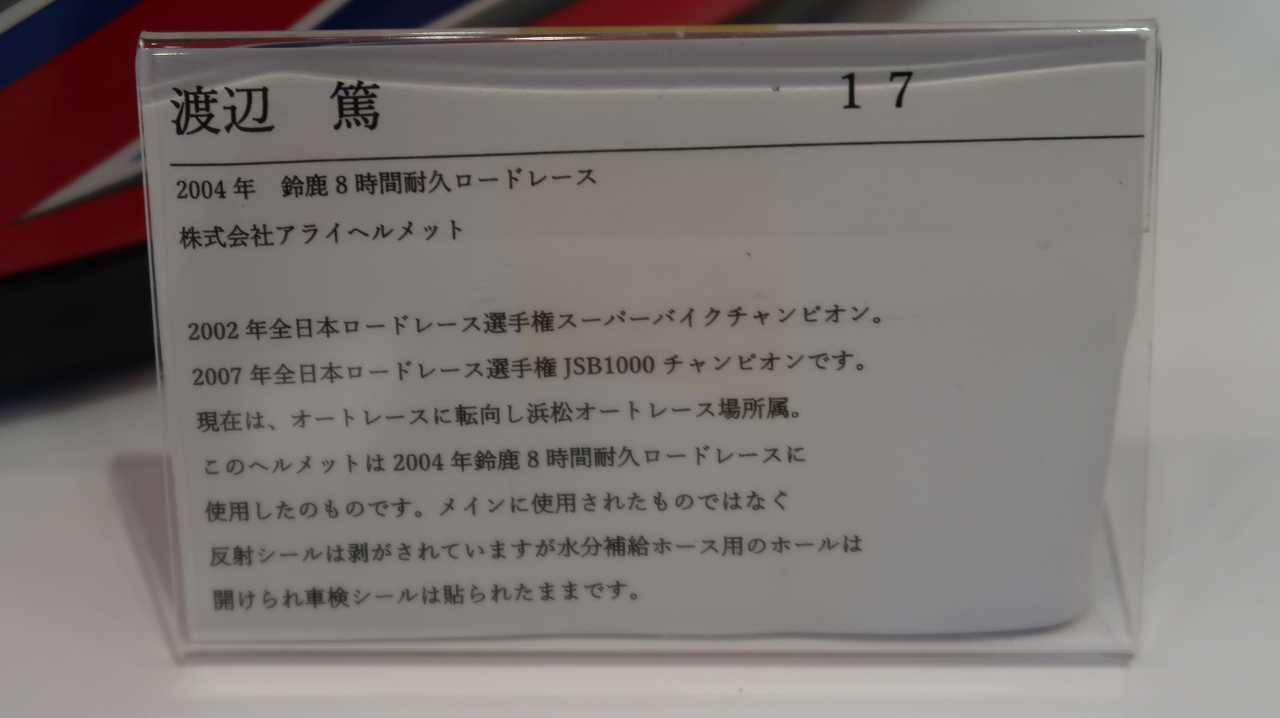 渡辺　篤　１７
2004 年　鈴鹿 8 時間耐久ロードレース
株式会社アライヘルメット
2002 年全日本ロードレース選手権スーパーバイクチャンピオン。
2007 年全日本ロードレース選手権 JSB1000 チャンピオンです。
現在は、オートレースに転向し浜松オートレース場所属。
このヘルメットは 2004 年鈴鹿 8 時間耐久ロードレースに
使用したのものです。メインに使用されたものではなぐ
反射シールは剥がされていますが水分補給ホース用のホールは
開けられ車検シールは貼られたままです。